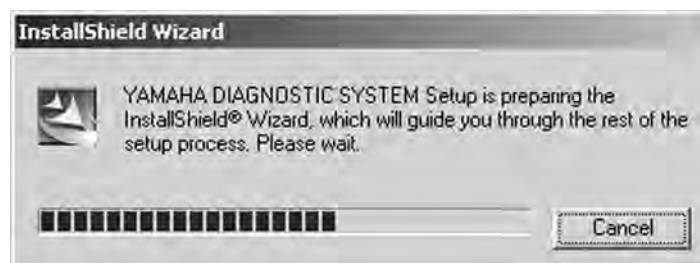 InstallShield Wizard
YAMAHA DIAGNOSTIC SYSTEM Setup is preparing the
InstallShield® Wizard, which will guide you through the rest of the
setup process. Please wait.
Cancel